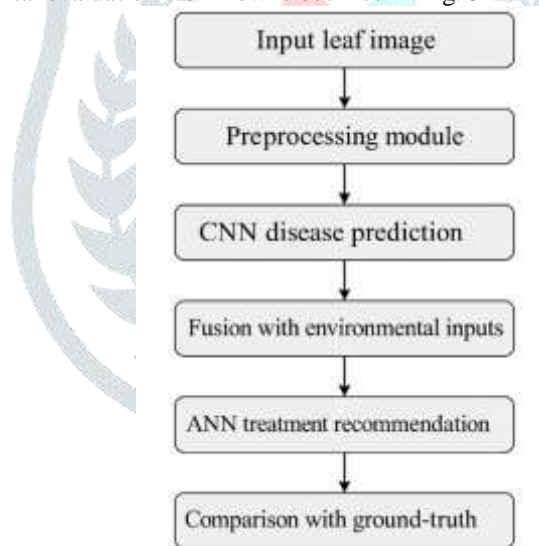 Input leaf image
Preprocessing module
CNN disease prediction
Fusion with environmental inputs
ANN treatment recommendation
Comparison with ground-truth